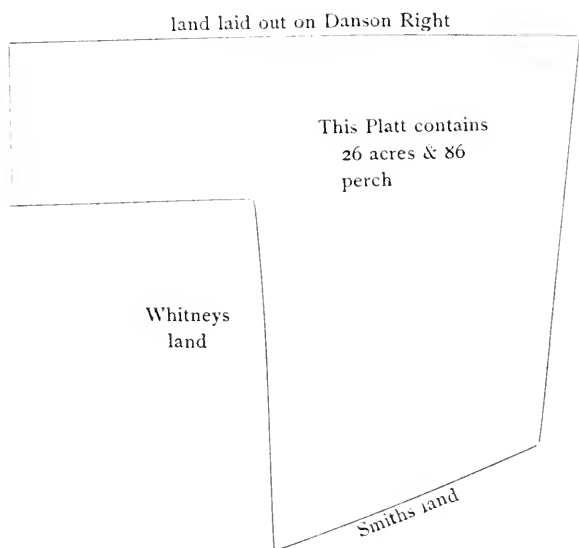 land laid out on Danson Right
This Platt contains
26 acres & 86
perch
Whitneys
land
Smiths land